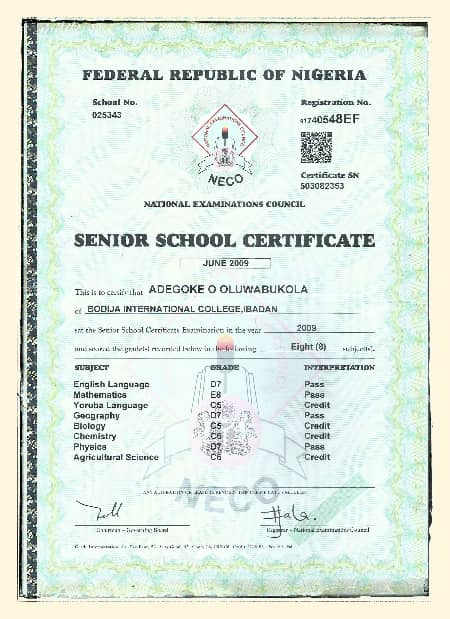 FEDERAL REPUBLIC OF NIGERIA
School No.
025343
Registration No.
41740548EF
NATIONAL EXAMINATIONS COUNCIL
NECO
Certificate SN
503082353
NATIONAL EXAMINATIONS COUNCIL
SENIOR SCHOOL CERTIFICATE
JUNE 2009
This is to certify that ADEGOKE O OLUWABUKOLA
of BODIJA INTERNATIONAL COLLEGE,IBADAN
sat the Senior School Certificate Examination in the year 2009
and scored the grade(s) recorded below in the following Eight (8) subject(s).
SUBJECT GRADE INTERPRETATION
English Language D7 Pass
Mathematics E8 Pass
Yoruba Language C5 Credit
Geography D7 Pass
Biology C5 Credit
Chemistry C6 Credit
Physics D7 Pass
Agricultural Science C6 Credit
NECO
Chairman - Governing Board
Registrar - National Examinations Council